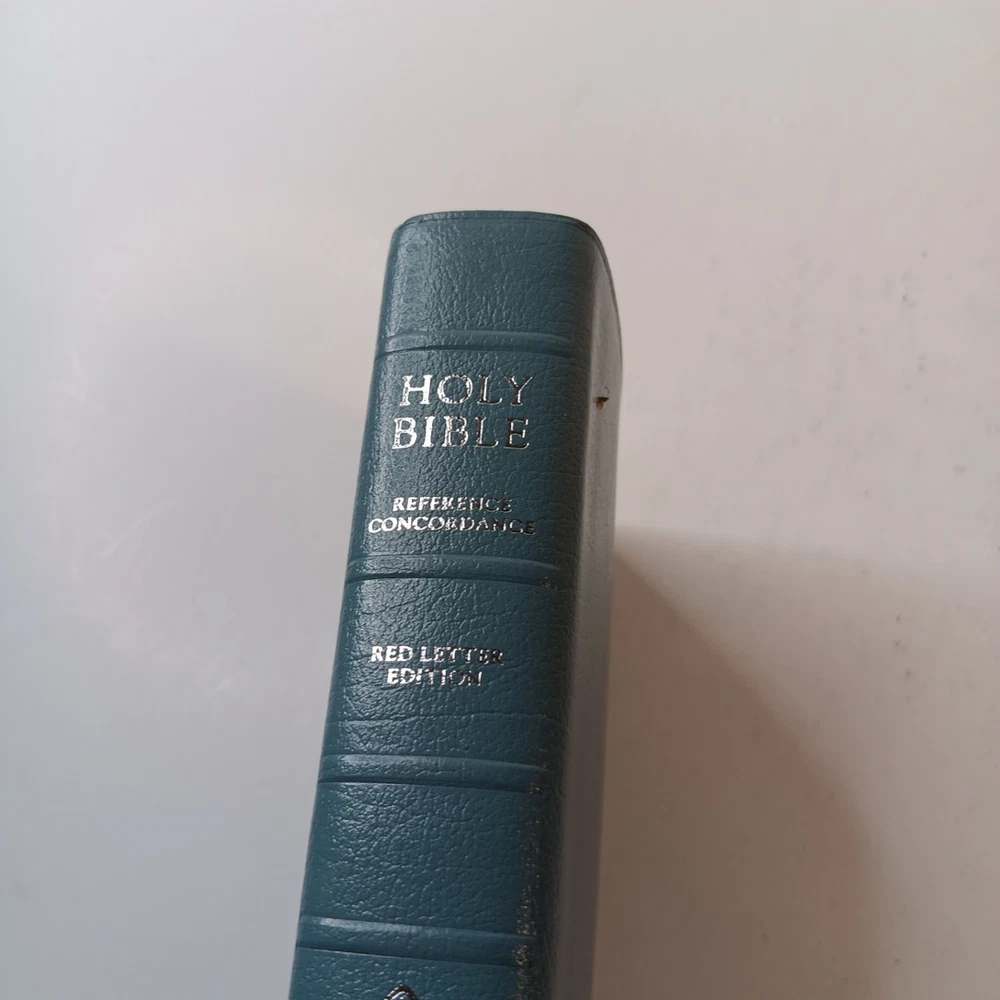 HOLY
BIBLE
REFERENCE
CONCORDANCE
RED LETTER
EDITION